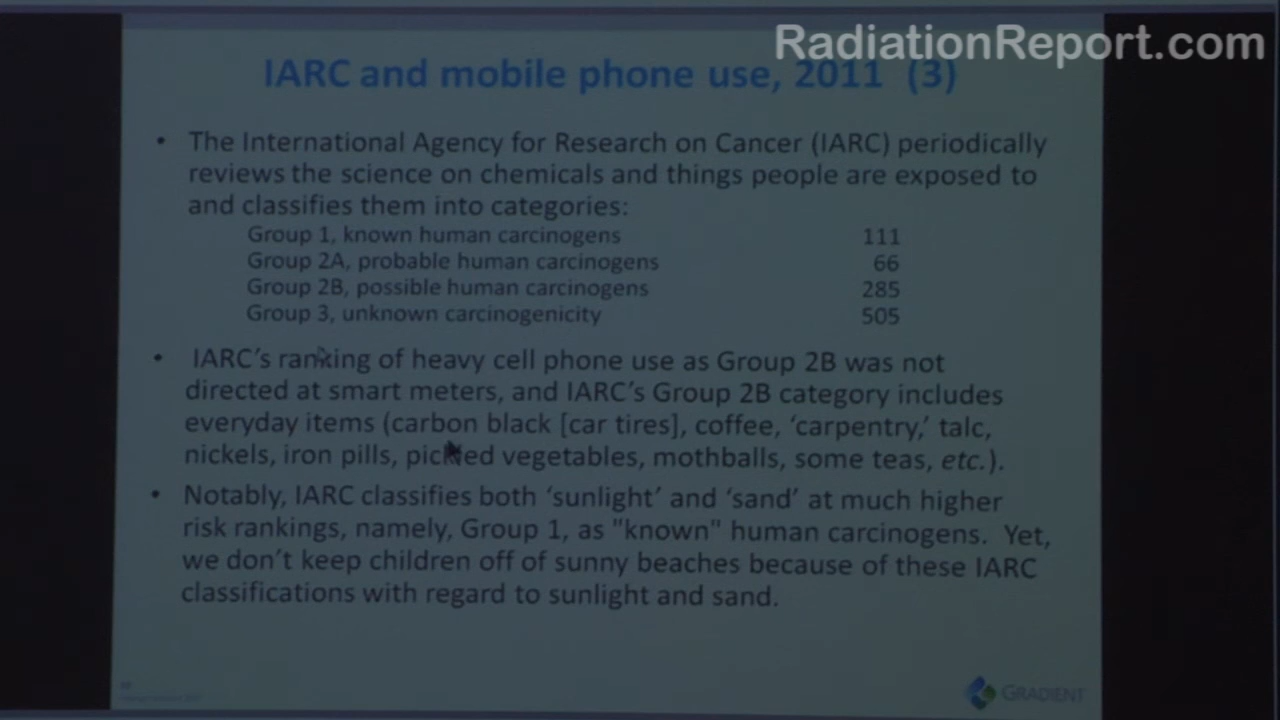 RadiationReport.com
IARC and mobile phone use, 2011 (3)
• The International Agency for Research on Cancer (IARC) periodically
reviews the science on chemicals and things people are exposed to
and classifies them into categories:
Group 1, known human carcinogens 111
Group 2A, probable human carcinogens 66
Group 2B, possible human carcinogens 285
Group 3, unknown carcinogenicity 505
• IARC's ranking of heavy cell phone use as Group 2B was not
directed at smart meters, and IARC's Group 2B category includes
everyday items (carbon black [car tires], coffee, 'carpentry,' talc,
nickels, iron pills, pickled vegetables, mothballs, some teas, etc.).
• Notably, IARC classifies both 'sunlight' and 'sand' at much higher
risk rankings, namely, Group 1, as "known" human carcinogens. Yet,
we don't keep children off of sunny beaches because of these IARC
classifications with regard to sunlight and sand.
GRADIENT